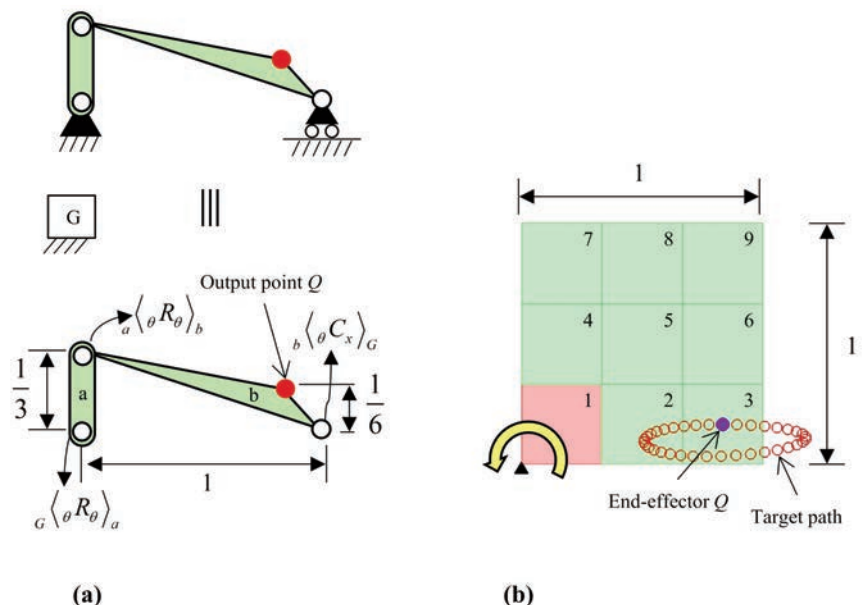 G
|||
Output point Q
a⟨θRθ⟩b
b⟨θCx⟩G
1/3
a
b
1/6
1
G⟨θRθ⟩a
(a)
1
7 8 9
4 5 6
1 2 3
1
End-effector Q
Target path
(b)